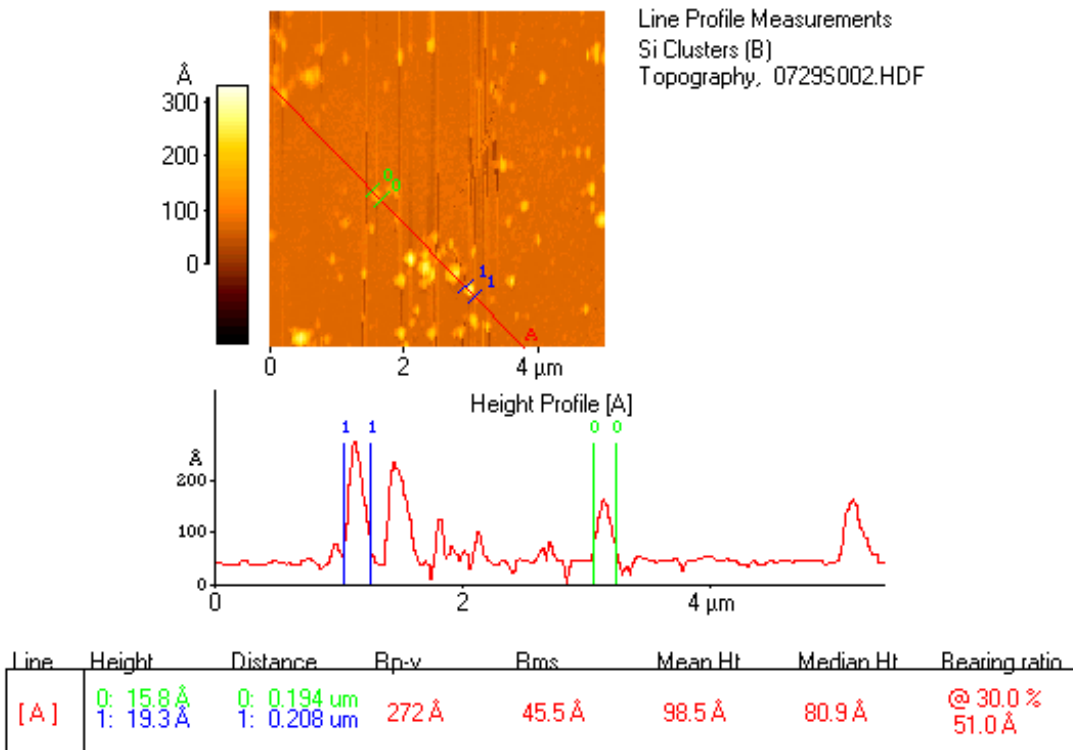 Line Profile Measurements
Si Clusters (B)
Topography, 0729S002.HDF
Å
300
200
100
0
0
0
1
1
A
0 2 4 µm
Height Profile [A]
1 1 0 0
Å
200
100
0
0 2 4 µm
Line Height Distance Rp-v Rms Mean Ht Median Ht Bearing ratio
[A] 0: 15.8 Å 0: 0.194 um 272 Å 45.5 Å 98.5 Å 80.9 Å @ 30.0 %
1: 19.3 Å 1: 0.208 um 51.0 Å